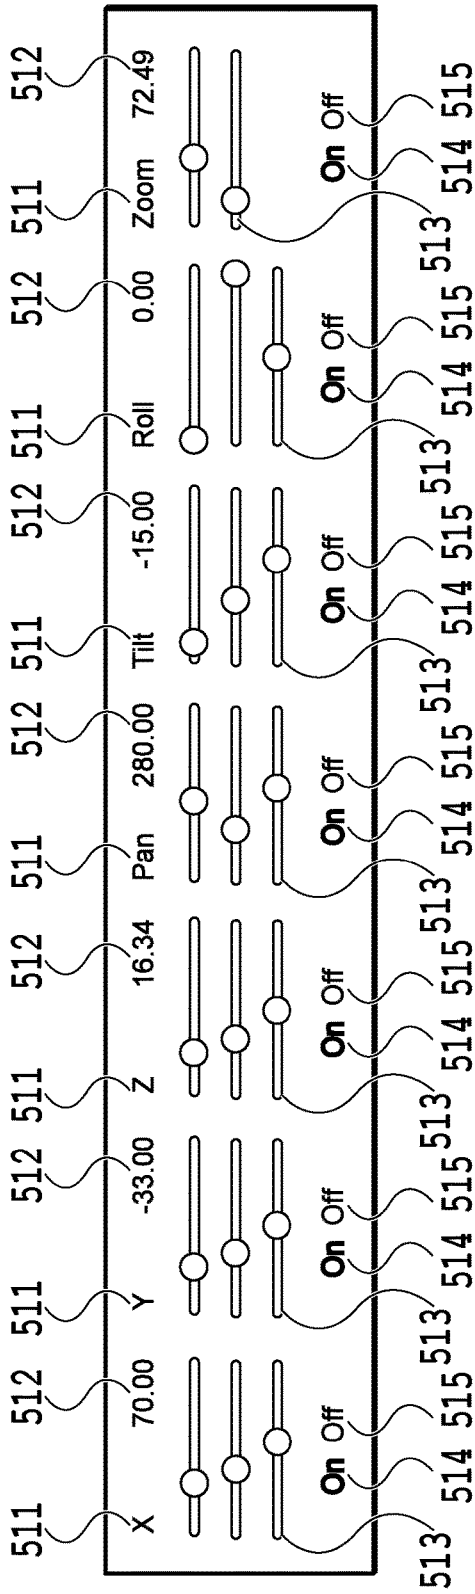 511 512 511 512 511 512 511 512 511 512 511 512 511 512
X 70.00 Y -33.00 Z 16.34 Pan 280.00 Tilt -15.00 Roll 0.00 Zoom 72.49
On Off On Off On Off On Off On Off On Off On Off
513 514 515 513 514 515 513 514 515 513 514 515 513 514 515 513 514 515 513 514 515